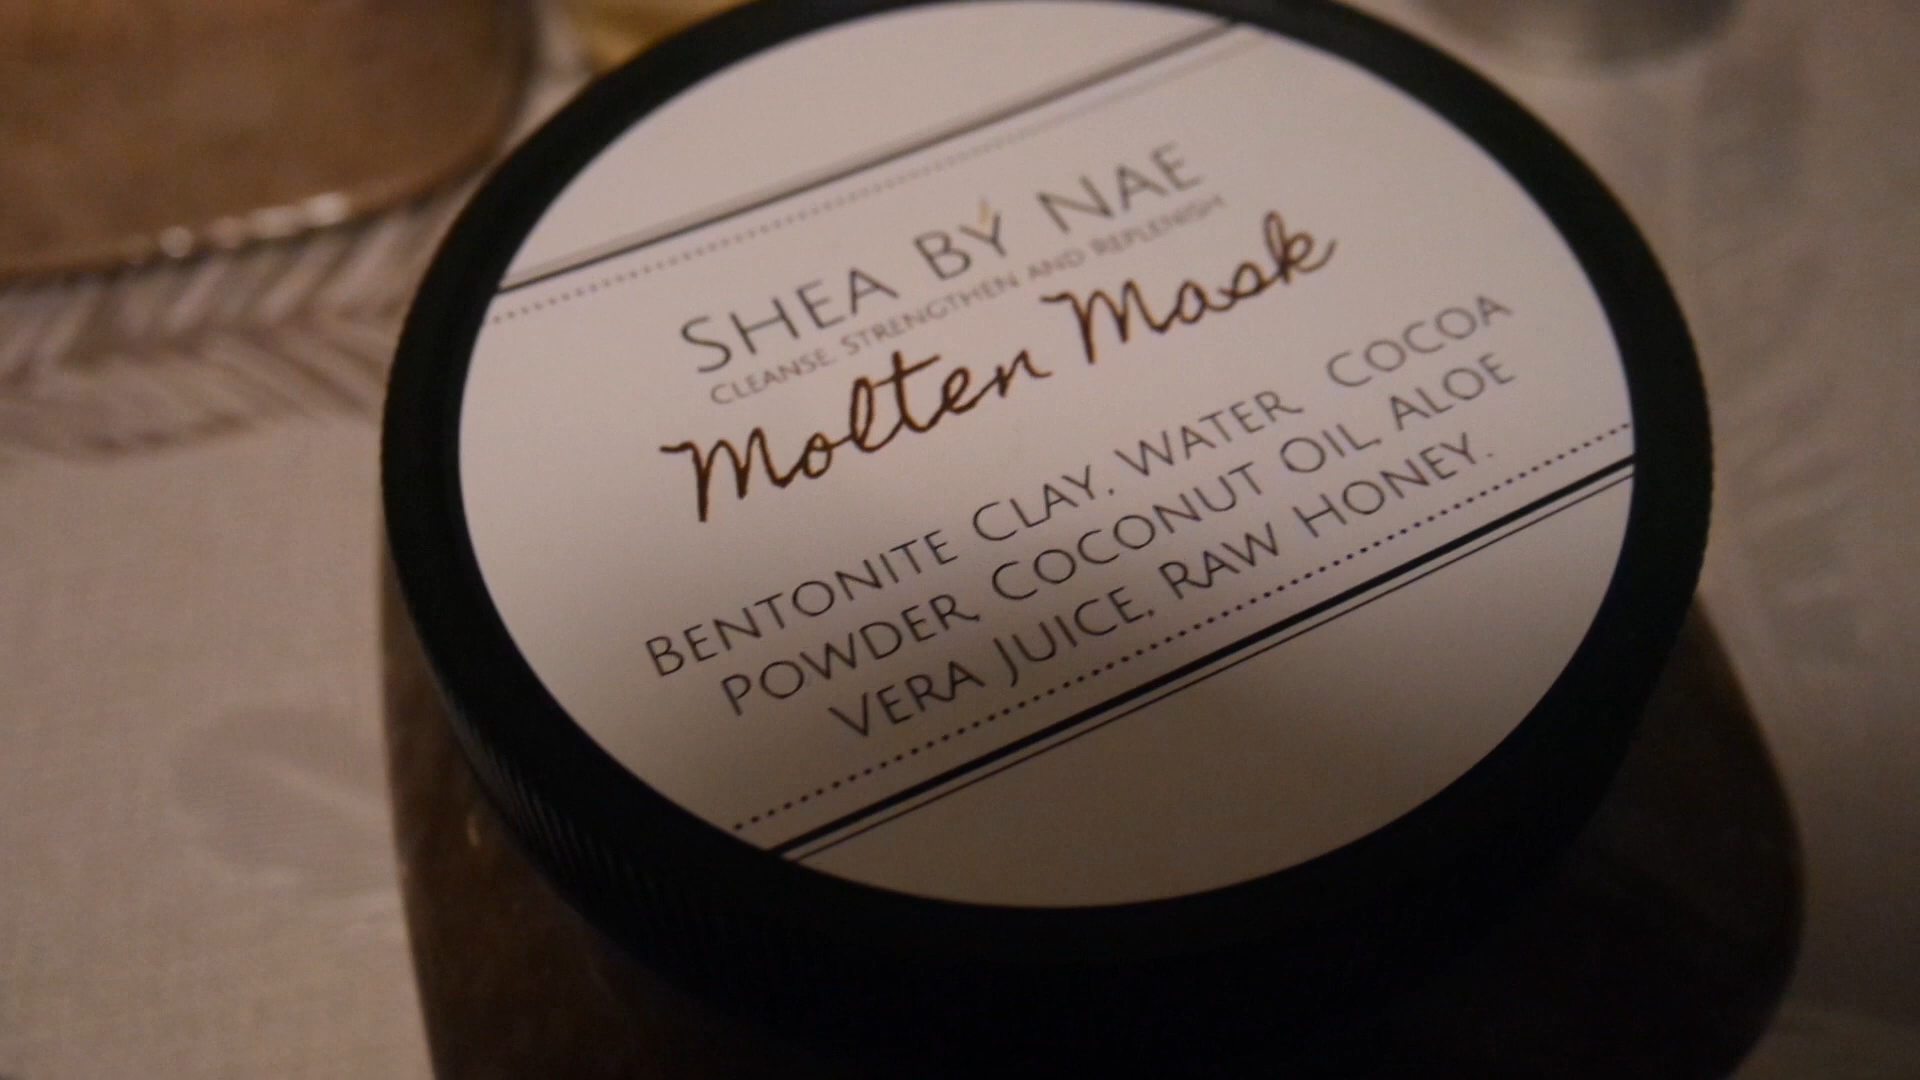 SHEA BY NAE
CLEANSE, STRENGTHEN AND REPLENISH
Molten Mask
BENTONITE CLAY, WATER, COCOA
POWDER, COCONUT OIL, ALOE
VERA JUICE, RAW HONEY.